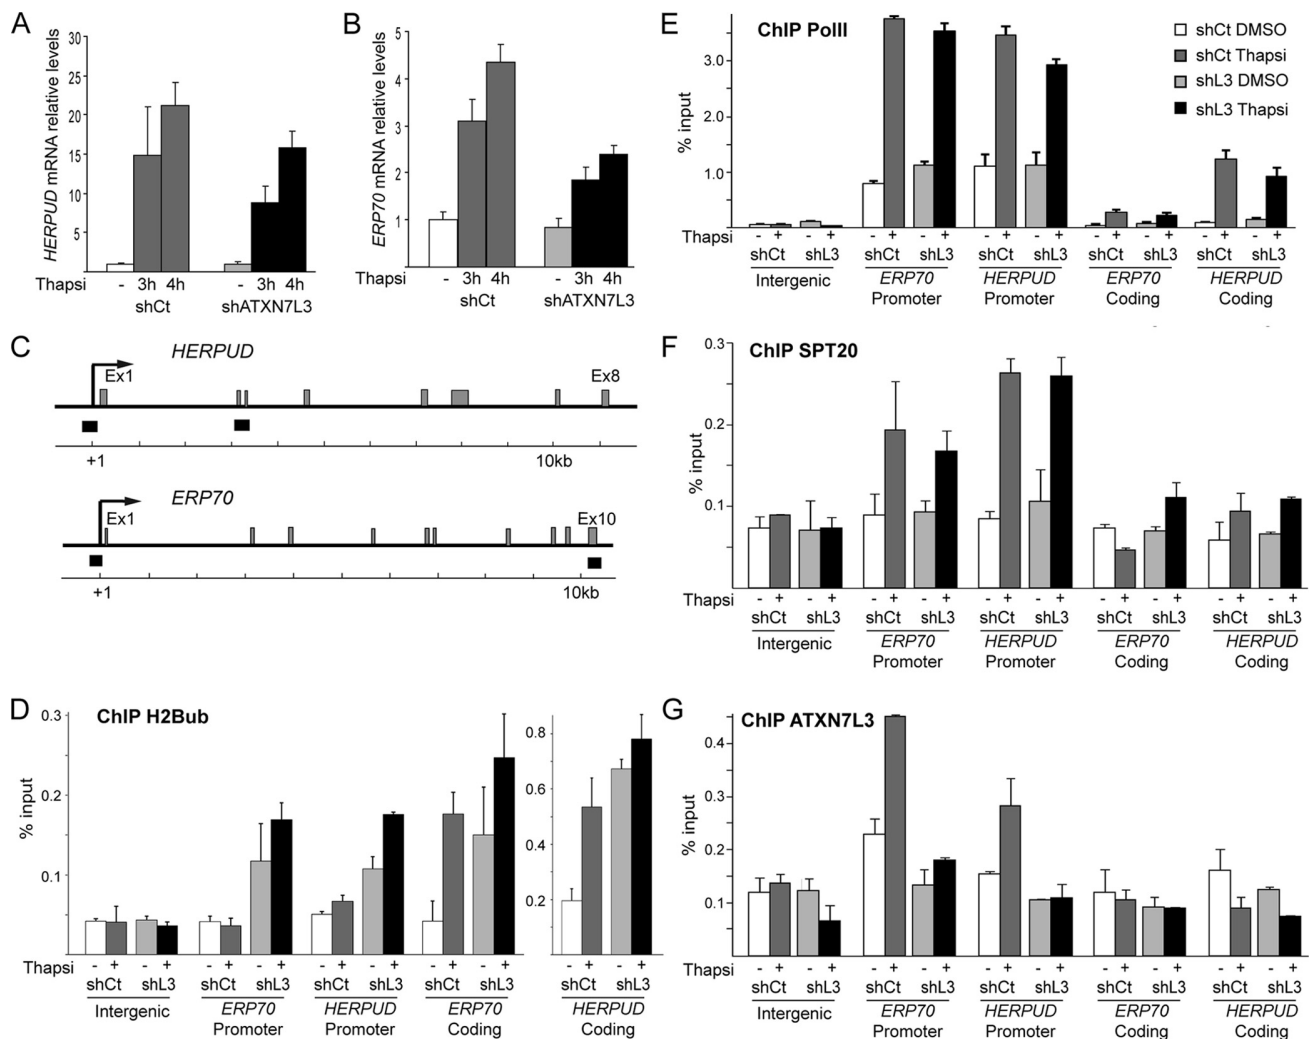 A
HERPUD mRNA relative levels
30
25
20
15
10
5
Thapsi - 3h 4h - 3h 4h
shCt shATXN7L3
B
ERP70 mRNA relative levels
5
4
3
2
1
Thapsi - 3h 4h - 3h 4h
shCt shATXN7L3
C
HERPUD
Ex1 Ex8
+1 10kb
ERP70
Ex1 Ex10
+1 10kb
D
ChIP H2Bub
% input
0.3
0.2
0.1
0.8
0.6
0.4
0.2
Thapsi - + - + - + - + - + - + - + - + - + - +
shCt shL3 shCt shL3 shCt shL3 shCt shL3 shCt shL3
Intergenic ERP70 HERPUD ERP70 HERPUD
Promoter Promoter Coding Coding
E
ChIP PolII
shCt DMSO
shCt Thapsi
shL3 DMSO
shL3 Thapsi
% input
3.0
2.0
1.0
Thapsi - + - + - + - + - + - + - + - + - + - +
shCt shL3 shCt shL3 shCt shL3 shCt shL3 shCt shL3
Intergenic ERP70 HERPUD ERP70 HERPUD
Promoter Promoter Coding Coding
F
ChIP SPT20
% input
0.3
0.2
0.1
Thapsi - + - + - + - + - + - + - + - + - + - +
shCt shL3 shCt shL3 shCt shL3 shCt shL3 shCt shL3
Intergenic ERP70 HERPUD ERP70 HERPUD
Promoter Promoter Coding Coding
G
ChIP ATXN7L3
% input
0.4
0.3
0.2
0.1
Thapsi - + - + - + - + - + - + - + - + - + - +
shCt shL3 shCt shL3 shCt shL3 shCt shL3 shCt shL3
Intergenic ERP70 HERPUD ERP70 HERPUD
Promoter Promoter Coding Coding